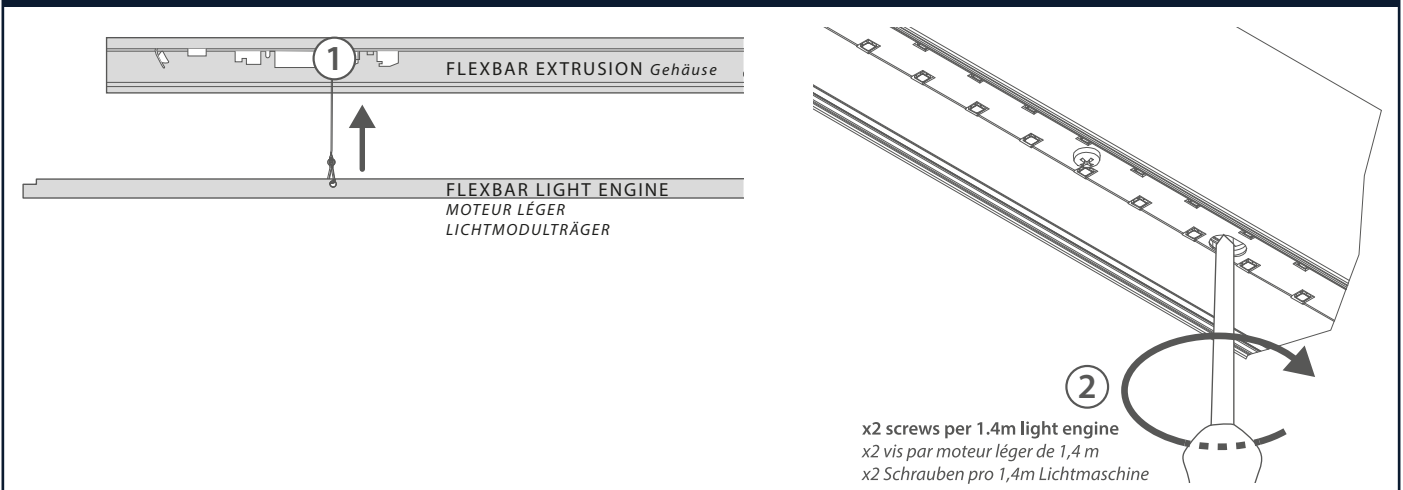 1
FLEXBAR EXTRUSION Gehäuse
FLEXBAR LIGHT ENGINE
MOTEUR LÉGER
LICHTMODULTRÄGER
2
x2 screws per 1.4m light engine
x2 vis par moteur léger de 1,4 m
x2 Schrauben pro 1,4m Lichtmaschine